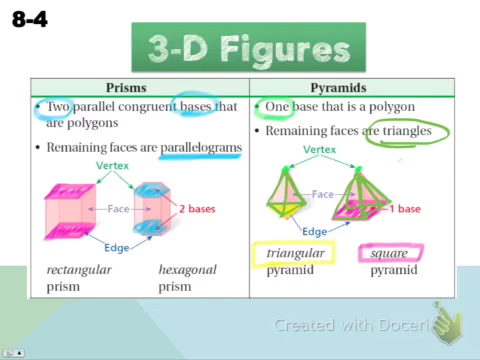 8-4
3-D Figures
Prisms
• Two parallel congruent bases that
are polygons
• Remaining faces are parallelograms
Vertex
Face
2 bases
Edge
rectangular
prism
hexagonal
prism
Pyramids
• One base that is a polygon
• Remaining faces are triangles
Vertex
Face
1 base
Edge
triangular
pyramid
square
pyramid
Created with Doceri